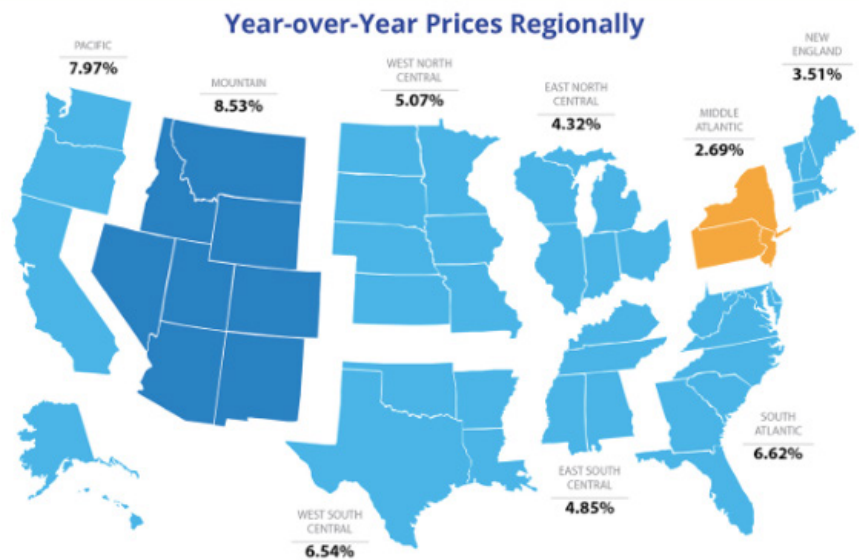 Year-over-Year Prices Regionally
PACIFIC
7.97%
MOUNTAIN
8.53%
WEST NORTH
CENTRAL
5.07%
EAST NORTH
CENTRAL
4.32%
MIDDLE
ATLANTIC
2.69%
NEW
ENGLAND
3.51%
WEST SOUTH
CENTRAL
6.54%
EAST SOUTH
CENTRAL
4.85%
SOUTH
ATLANTIC
6.62%